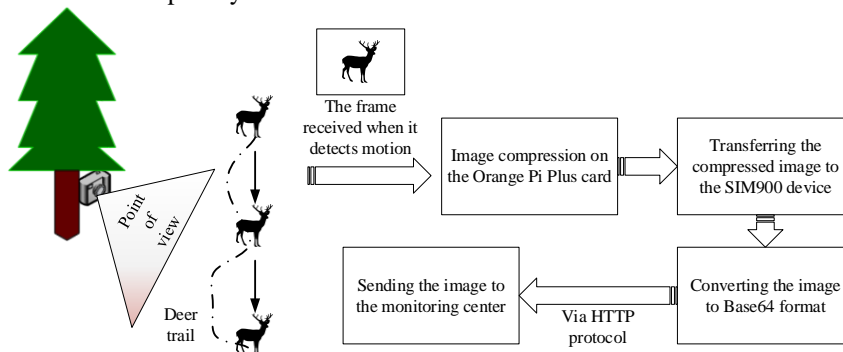 The frame
received when it
detects motion
Image compression on
the Orange Pi Plus card
Transferring the
compressed image to
the SIM900 device
Point
of
view
Deer
trail
Sending the image to
the monitoring center
Via HTTP
protocol
Converting the image
to Base64 format